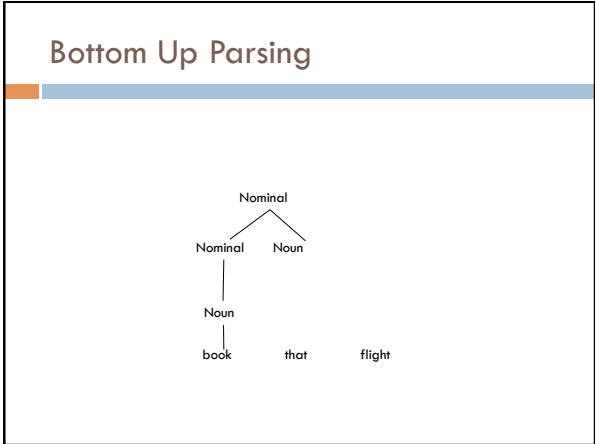 Bottom Up Parsing
Nominal
Nominal Noun
Noun
book that flight